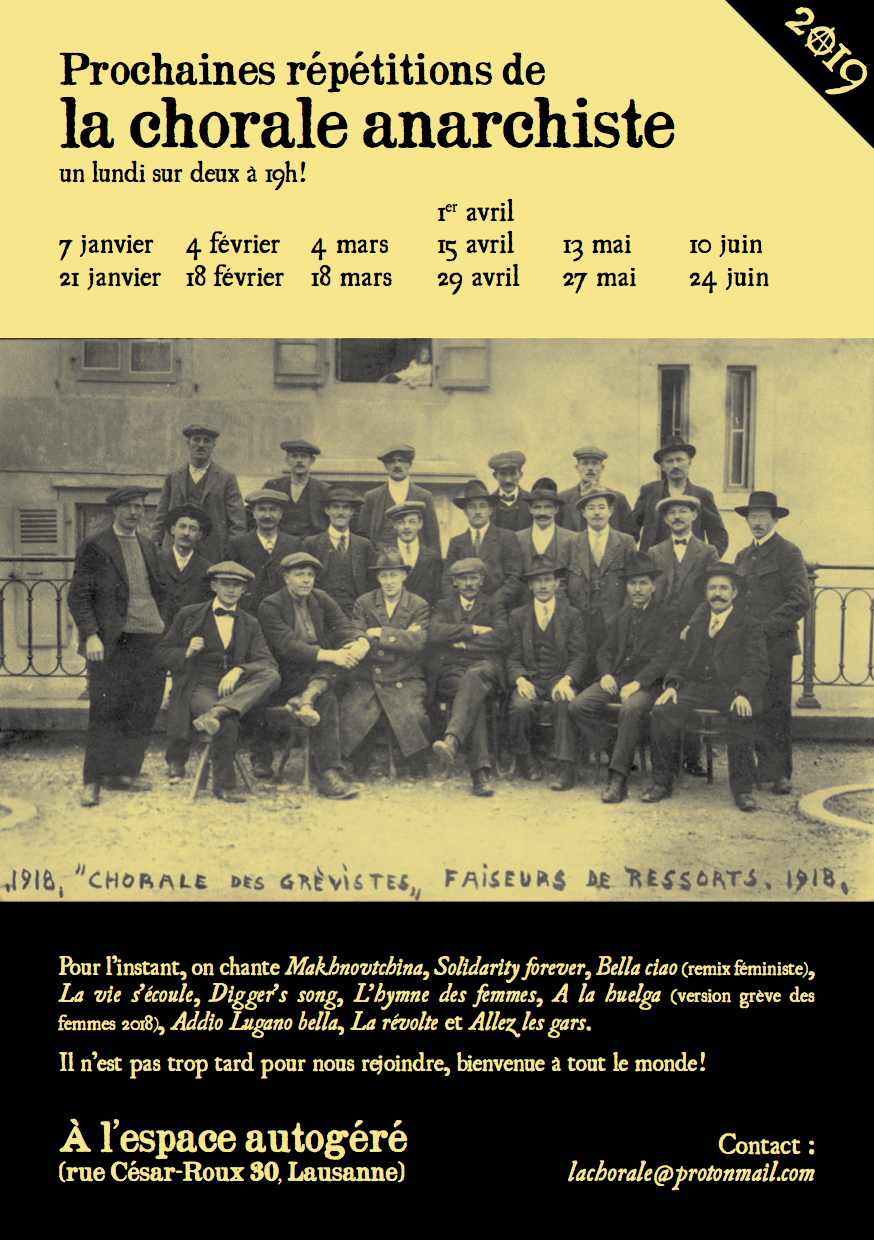 2019
Prochaines répétitions de
la chorale anarchiste
un lundi sur deux à 19h!
1er avril
7 janvier 4 février 4 mars 15 avril 13 mai 10 juin
21 janvier 18 février 18 mars 29 avril 27 mai 24 juin
1918, "CHORALE DES GRÈVISTES„ FAISEURS DE RESSORTS. 1918.
Pour l'instant, on chante Makhnovtchina, Solidarity forever, Bella ciao (remix féministe),
La vie s'écoule, Digger's song, L'hymne des femmes, A la huelga (version grève des
femmes 2018), Addio Lugano bella, La révolte et Allez les gars.
Il n'est pas trop tard pour nous rejoindre, bienvenue à tout le monde!
À l'espace autogéré
(rue César-Roux 30, Lausanne)
Contact :
lachorale@protonmail.com